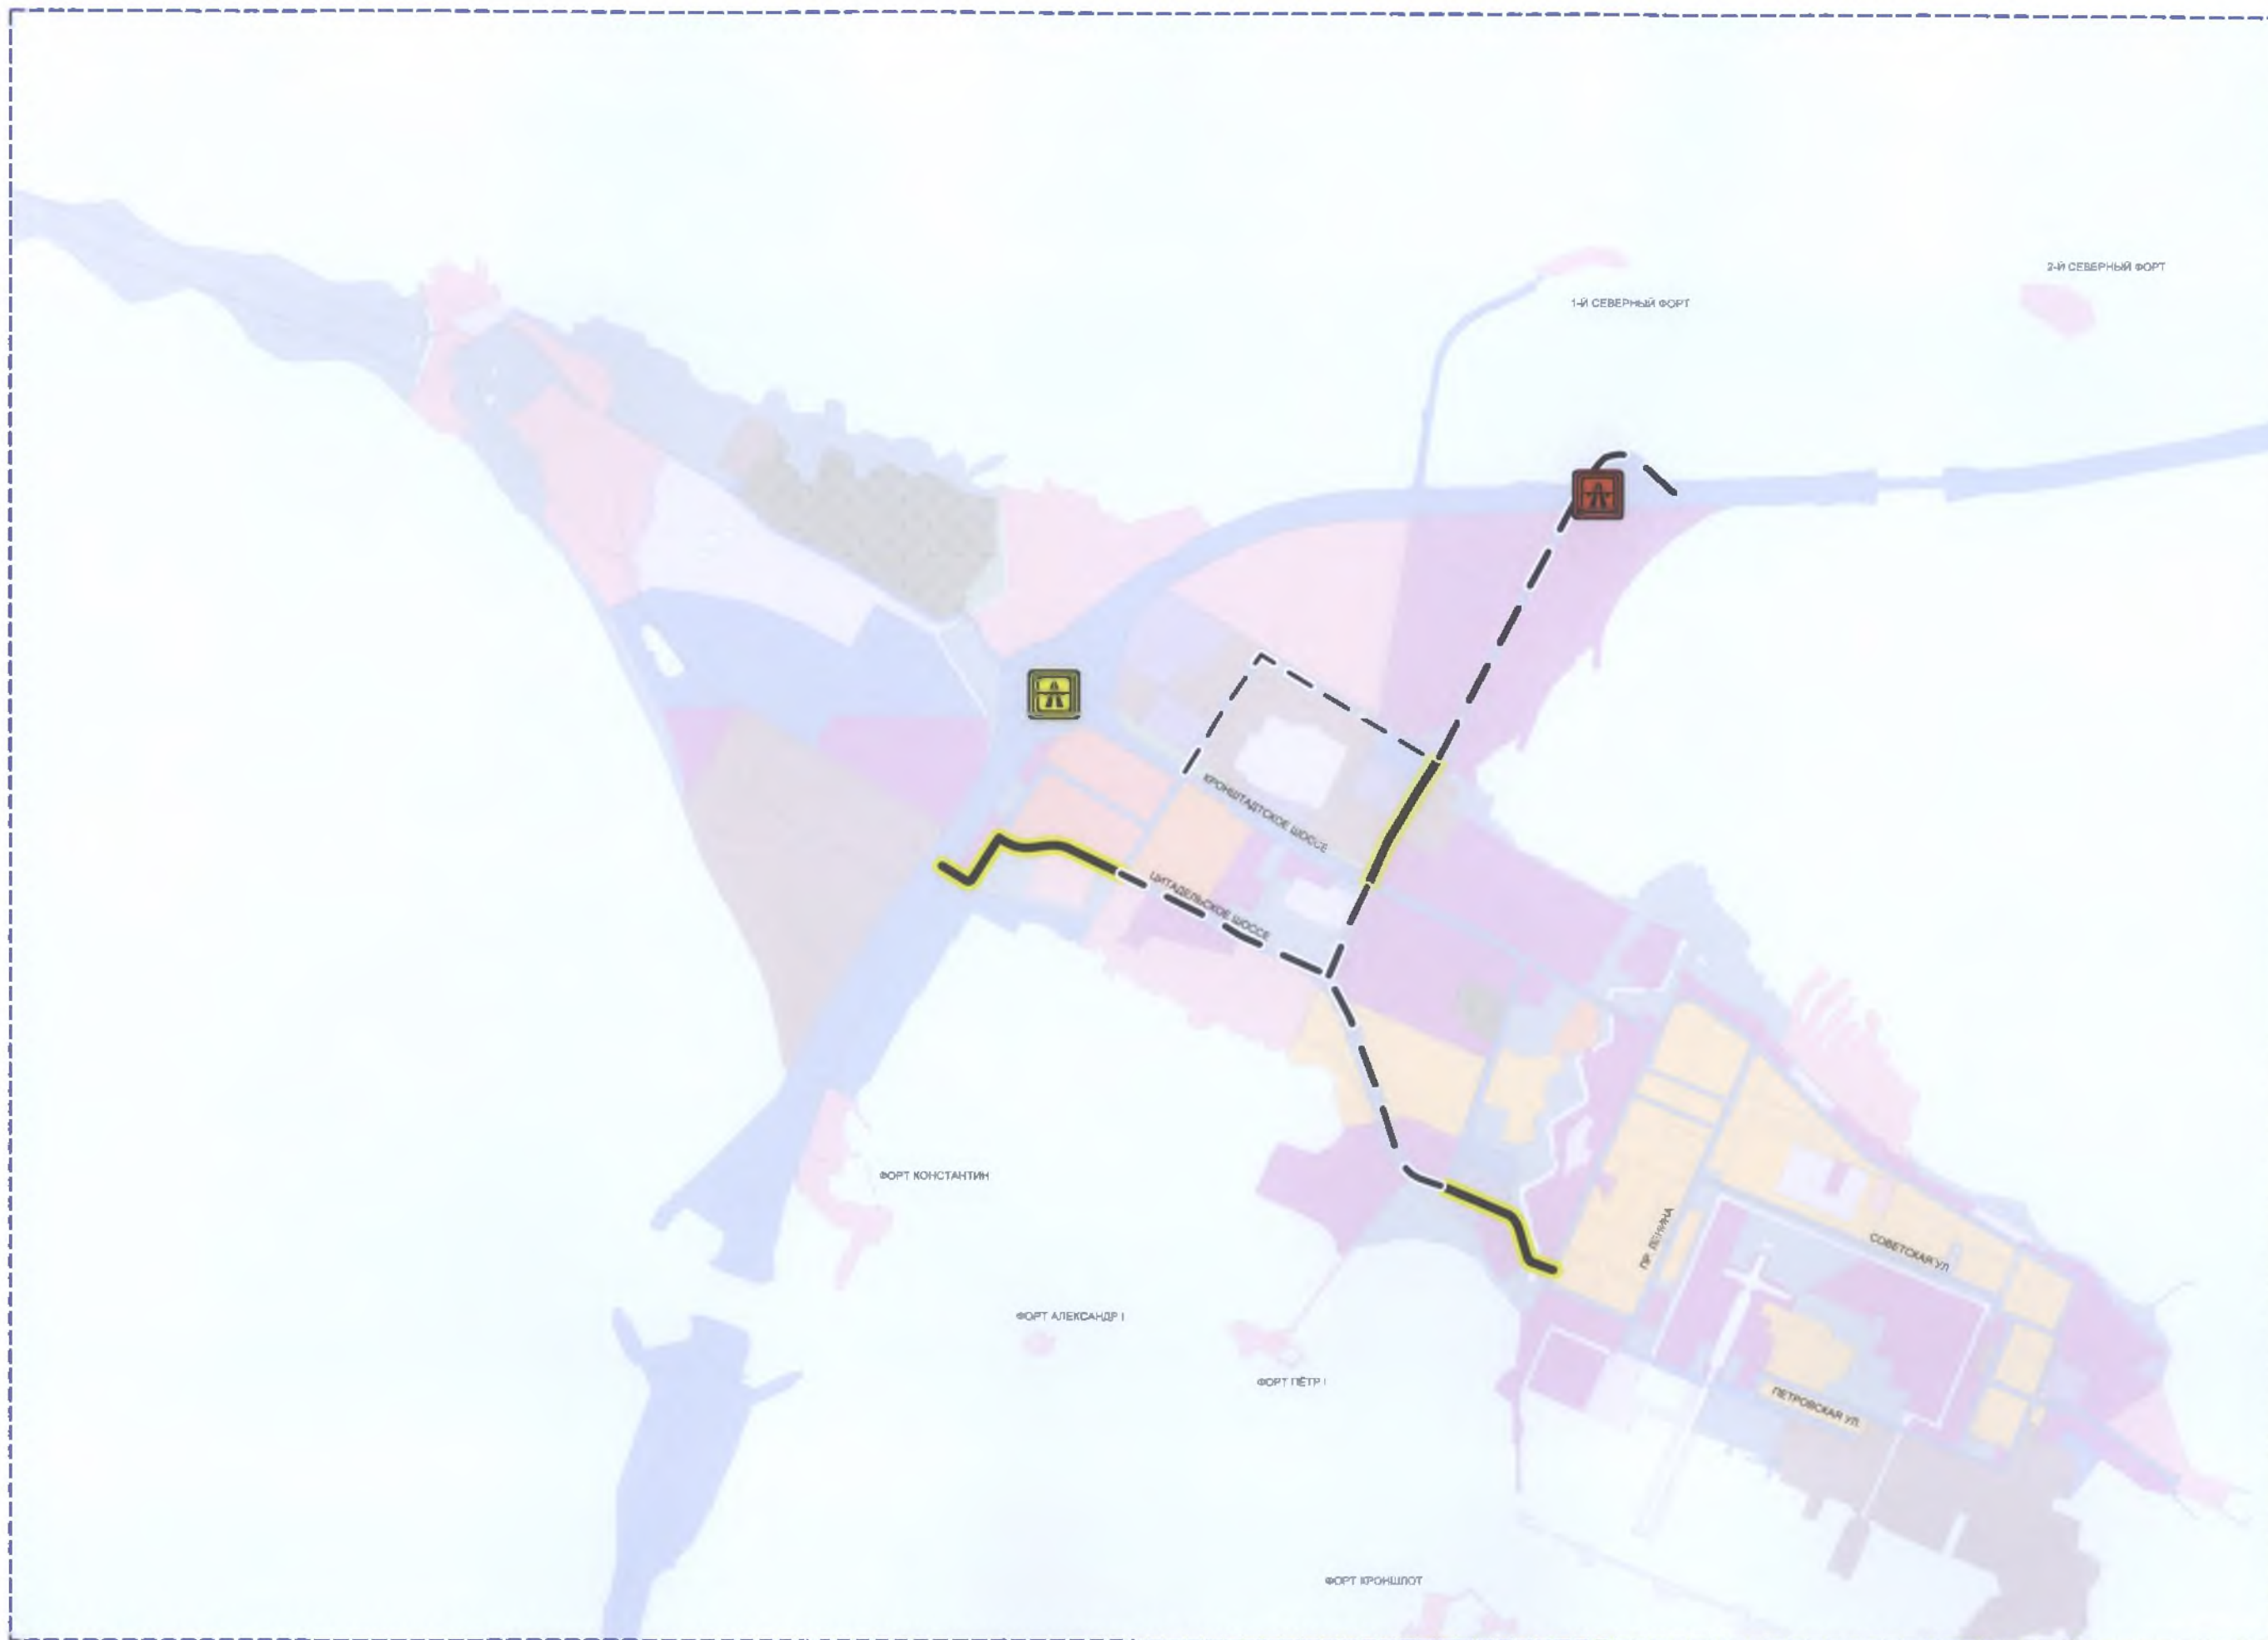 2-Й СЕВЕРНЫЙ ФОРТ
1-Й СЕВЕРНЫЙ ФОРТ
КРОНШТАДТСКОЕ ШОССЕ
ЦИТАДЕЛЬСКОЕ ШОССЕ
ФОРТ КОНСТАНТИН
ПР. ЛЕНИНА
СОВЕТСКАЯ УЛ
ФОРТ АЛЕКСАНДР I
ФОРТ ПЁТР I
ПЕТРОВСКАЯ УЛ.
ФОРТ КРОНШЛОТ